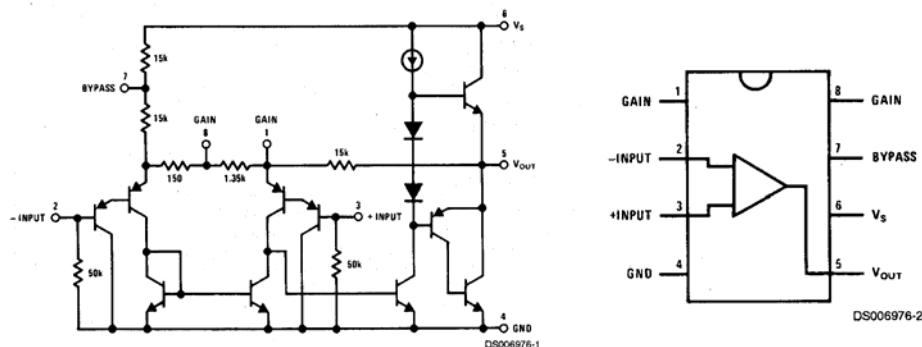 6
Vs
15k
7
BYPASS
15k
GAIN
8
GAIN
1
150
1.35k
15k
5
VOUT
-INPUT
2
3
+INPUT
50k
50k
4
GND
DS006976-1
GAIN
1
8
GAIN
-INPUT
2
7
BYPASS
+INPUT
3
6
Vs
GND
4
5
VOUT
DS006976-2